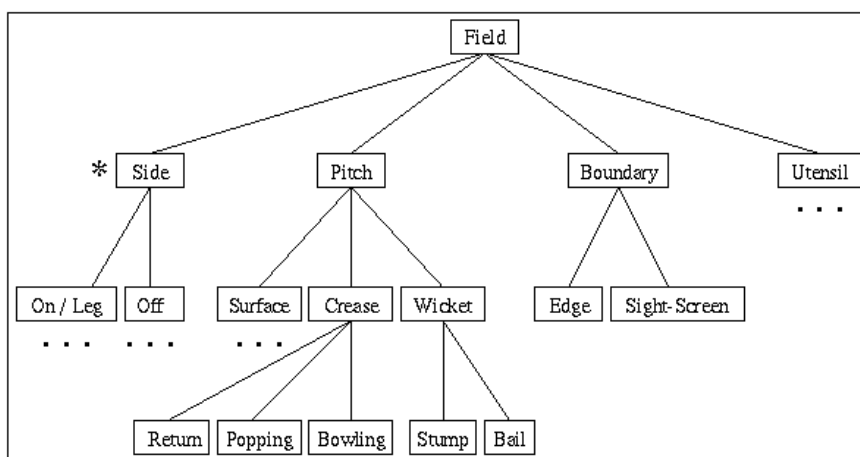 Field
* Side Pitch Boundary Utensil
. . .
On / Leg Off Surface Crease Wicket Edge Sight-Screen
. . . . . . . . .
Return Popping Bowling Stump Bail